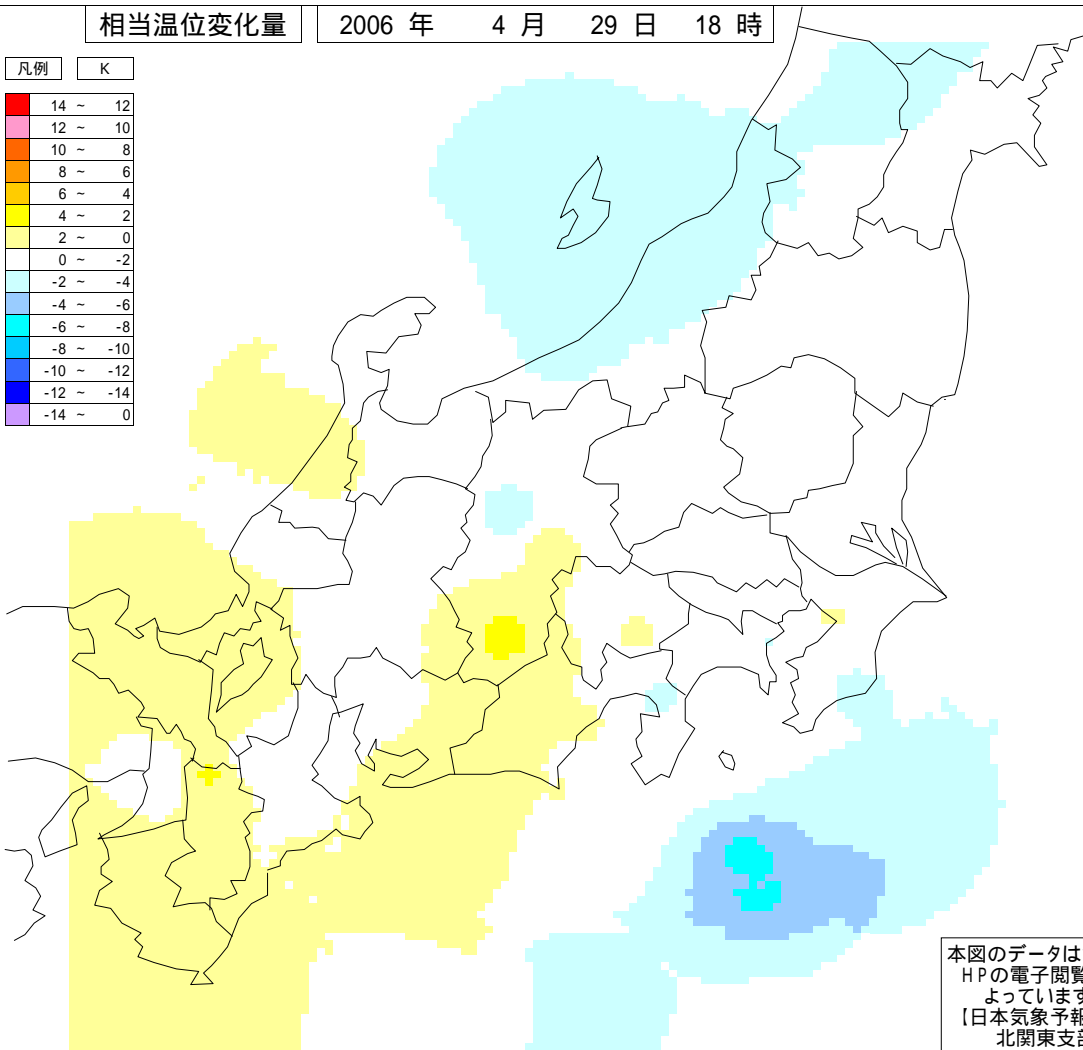 相当温位変化量 2006 年 4 月 29 日 18 時
凡例 K
14 ~ 12
12 ~ 10
10 ~ 8
8 ~ 6
6 ~ 4
4 ~ 2
2 ~ 0
0 ~ -2
-2 ~ -4
-4 ~ -6
-6 ~ -8
-8 ~ -10
-10 ~ -12
-12 ~ -14
-14 ~ 0
本図のデータは
HPの電子閲覧
よっています
【日本気象予報
北関東支部